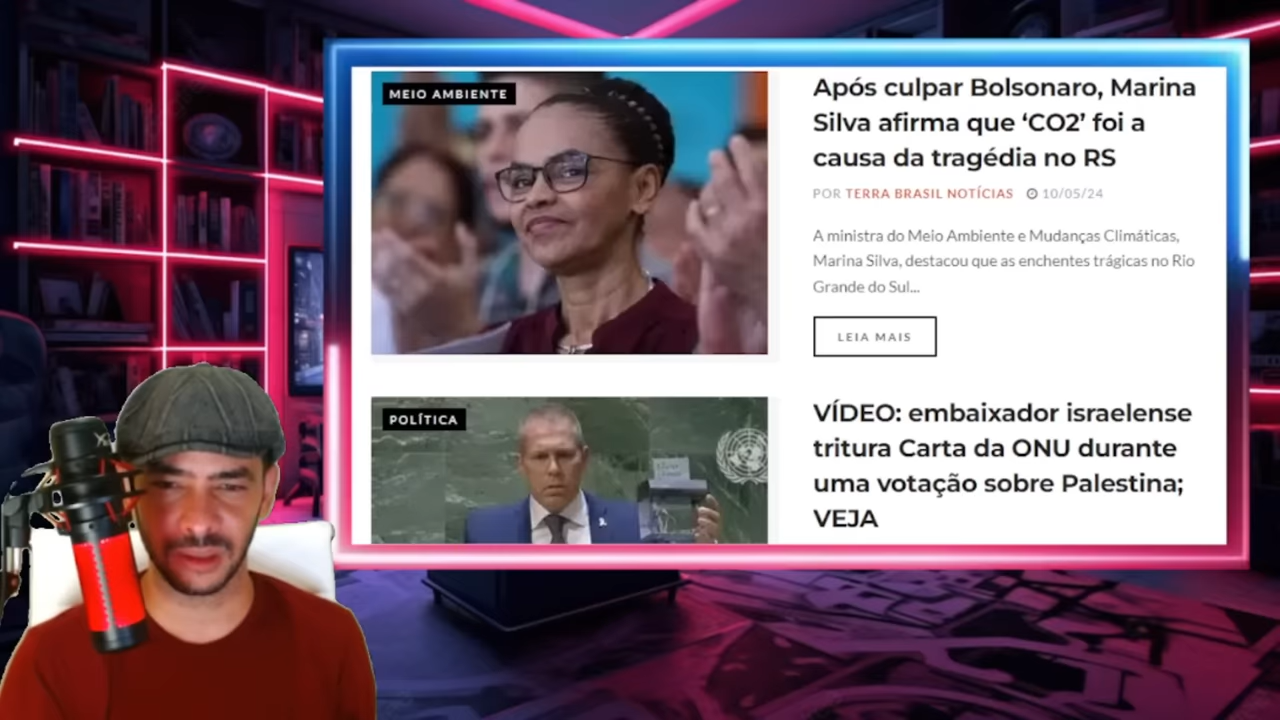 MEIO AMBIENTE
Após culpar Bolsonaro, Marina
Silva afirma que ‘CO2’ foi a
causa da tragédia no RS
POR TERRA BRASIL NOTÍCIAS 10/05/24
A ministra do Meio Ambiente e Mudanças Climáticas,
Marina Silva, destacou que as enchentes trágicas no Rio
Grande do Sul...
LEIA MAIS
POLÍTICA
VÍDEO: embaixador israelense
tritura Carta da ONU durante
uma votação sobre Palestina;
VEJA